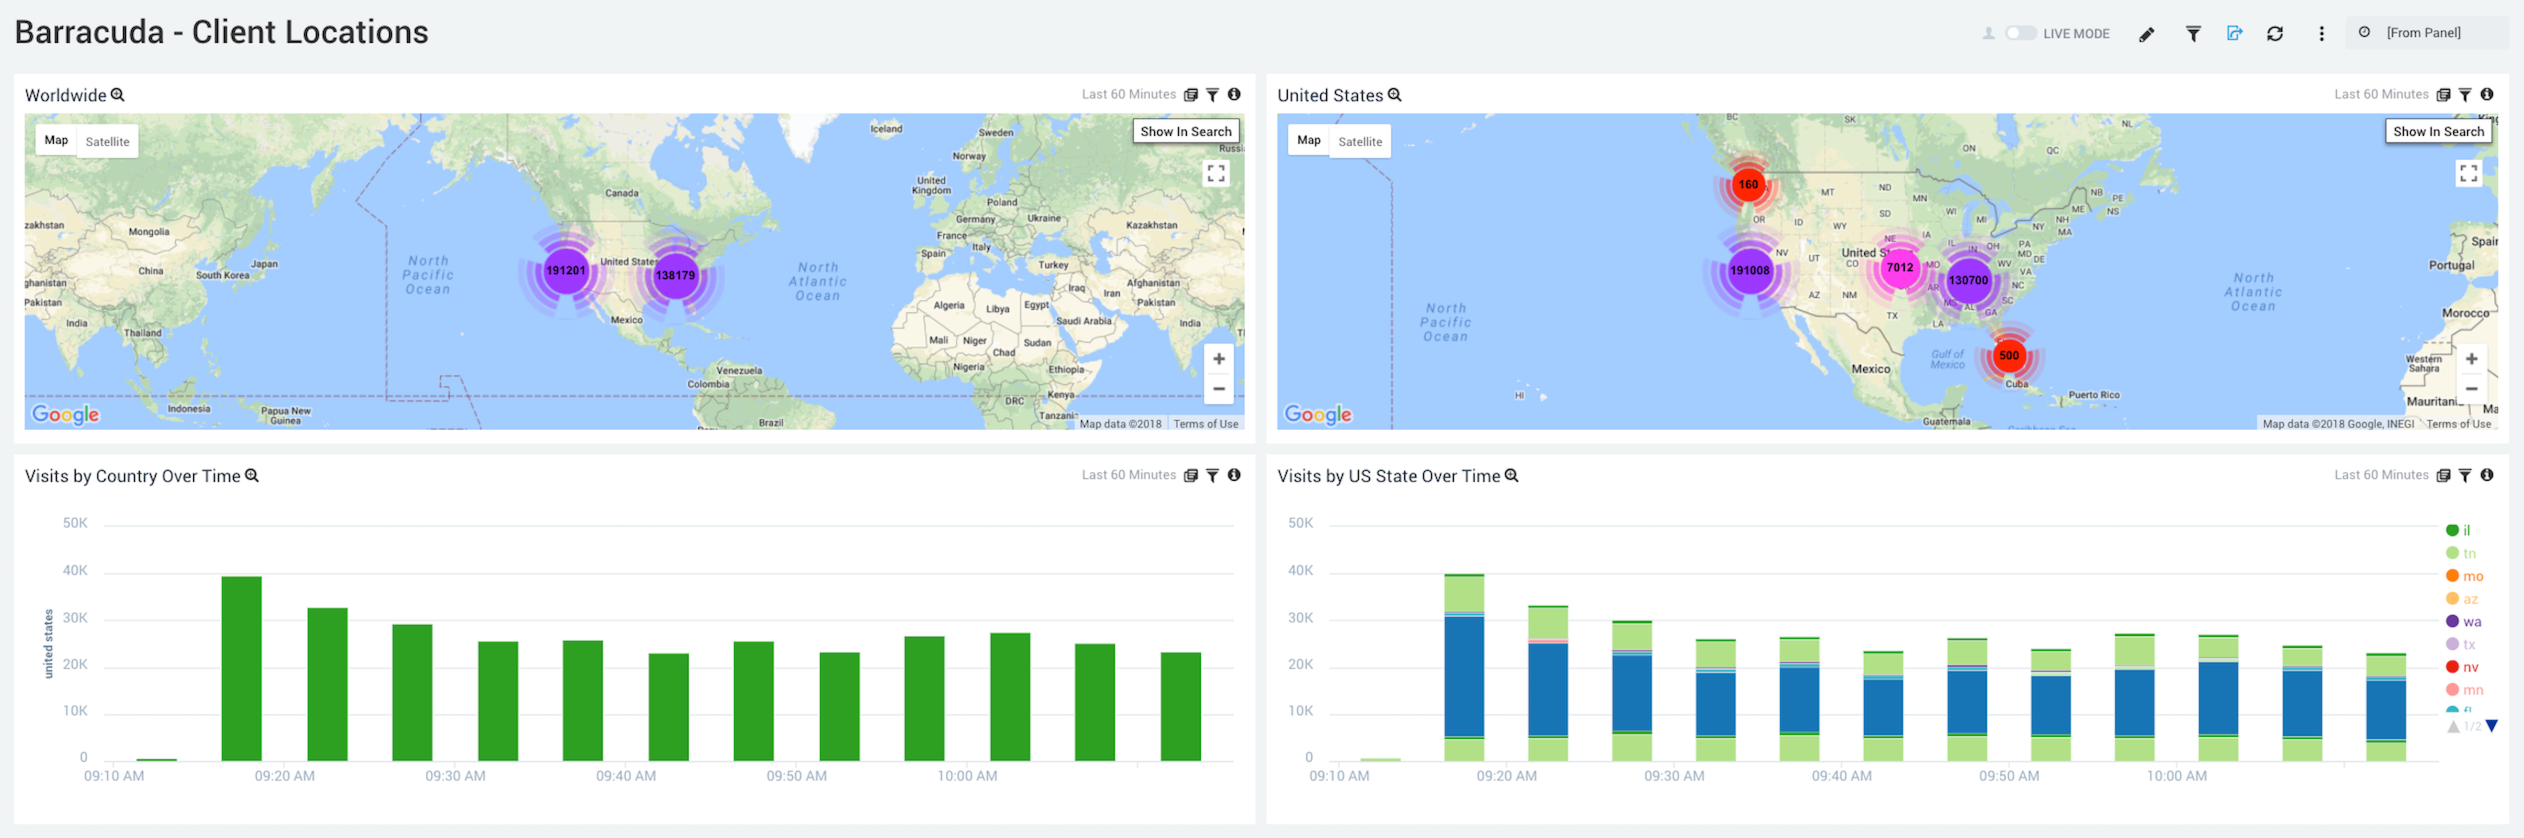 Barracuda - Client Locations
LIVE MODE
[From Panel]
Worldwide
Last 60 Minutes
Map
Satellite
Show In Search
Iceland
Sweden
Norway
Russi
Canada
United
Kingdom
Poland
Germany
Ukraine
France
Italy
Spain
Turkey
Kazakhstan
zakhstan
Mongolia
China
South Korea
Japan
ghanistan
Pakistan
India
Thailand
Indonesia
Papua New
Guinea
North
Pacific
Ocean
191201
United States
138179
Mexico
North
Atlantic
Ocean
Venezuela
Colombia
Brazil
Algeria
Libya
Egypt
Iraq
Iran
Afghanistan
Pakistan
Saudi Arabia
India
Mali
Niger
Chad
Sudan
Nigeria
Ethiopia
DRC
Kenya
Tanzania
Google
Map data ©2018
Terms of Use
United States
Last 60 Minutes
Map
Satellite
Show In Search
BC
SK
ON
QC
NL
160
MT
ND
MN
NB
PE
ME
NS
OR
ID
WY
SD
WI
MI
NH
NY
MA
NV
UT
CO
NE
IA
IL
IN
OH
PA
MD
DE
191008
United St
7012
MO
WV
VA
130700
NC
AZ
NM
AR
MS
AL
SC
GA
TX
LA
500
North
Pacific
Ocean
HI
Mexico
Gulf of
Mexico
Cuba
Puerto Rico
Guatemala
Caribbean Sea
North
Atlantic
Ocean
Spain
Portugal
Morocco
Western
Sahara
Mauritani
Ma
Google
Map data ©2018 Google, INEGI
Terms of Use
Visits by Country Over Time
Last 60 Minutes
united states
50K
40K
30K
20K
10K
0
09:10 AM
09:20 AM
09:30 AM
09:40 AM
09:50 AM
10:00 AM
Visits by US State Over Time
Last 60 Minutes
50K
40K
30K
20K
10K
0
09:10 AM
09:20 AM
09:30 AM
09:40 AM
09:50 AM
10:00 AM
il
tn
mo
az
wa
tx
nv
mn
fl
1/2